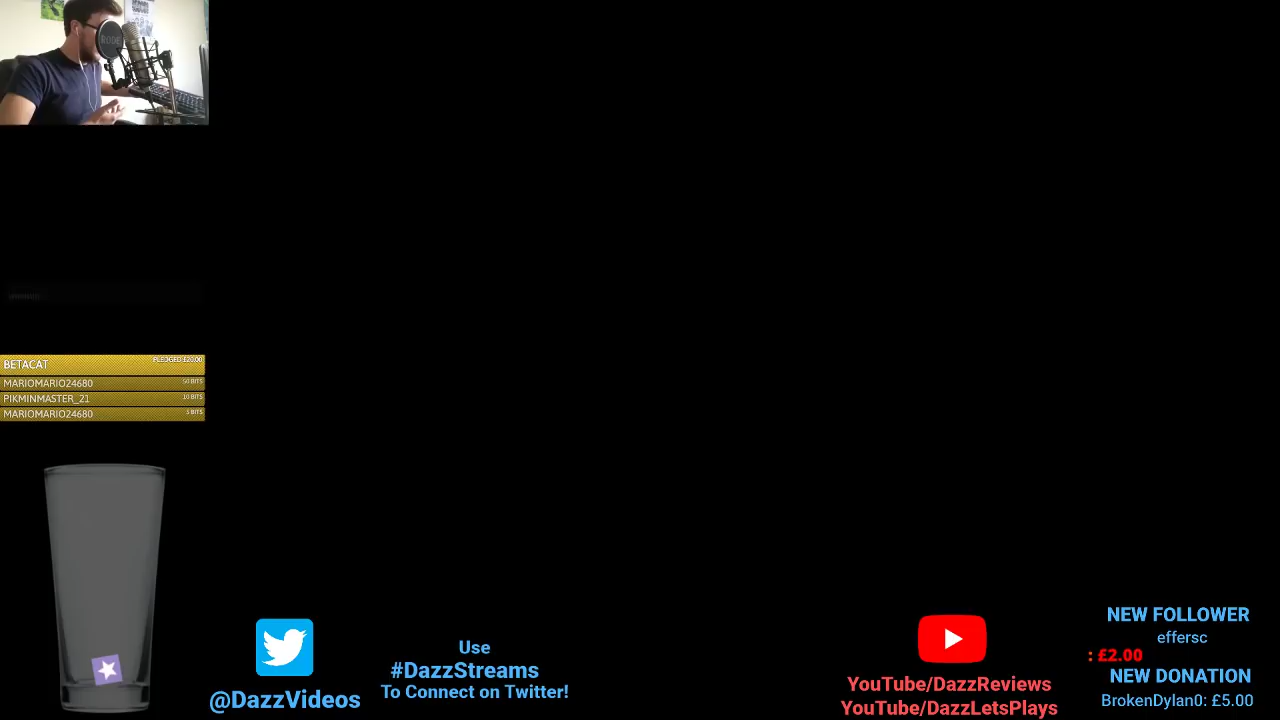 RODE
BETACAT
PLEDGED £20.00
MARIOMARIO24680
50 BITS
PIKMINMASTER_21
10 BITS
MARIOMARIO24680
5 BITS
@DazzVideos
Use
#DazzStreams
To Connect on Twitter!
YouTube/DazzReviews
YouTube/DazzLetsPlays
NEW FOLLOWER
effersc
: £2.00
NEW DONATION
BrokenDylan0: £5.00